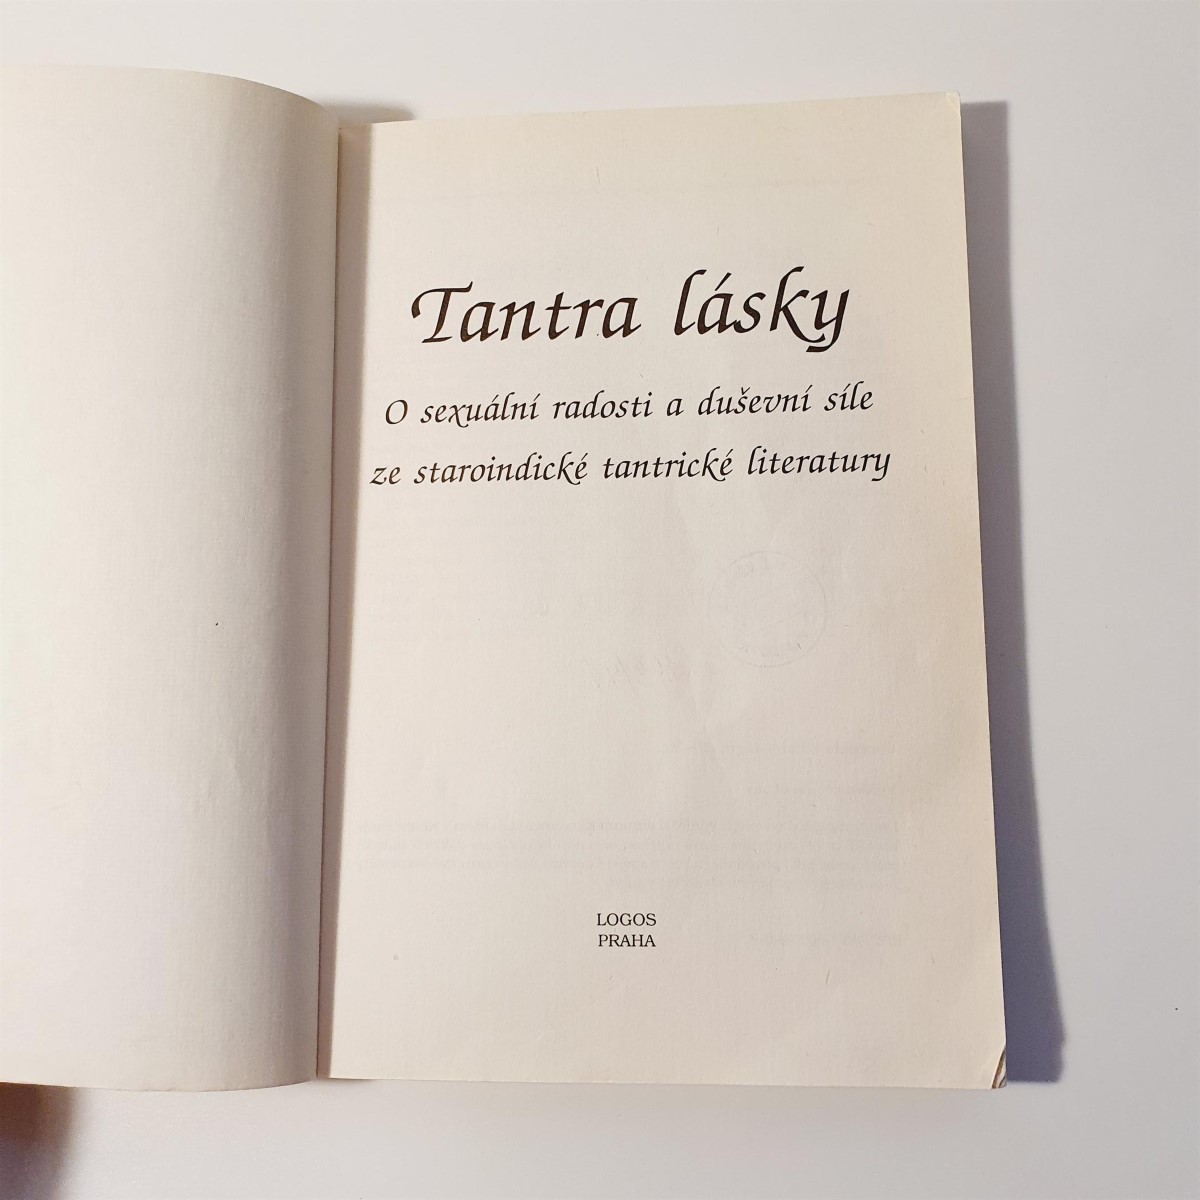 Tantra lásky
O sexuální radosti a duševní síle
ze staroindické tantrické literatury
LOGOS
PRAHA